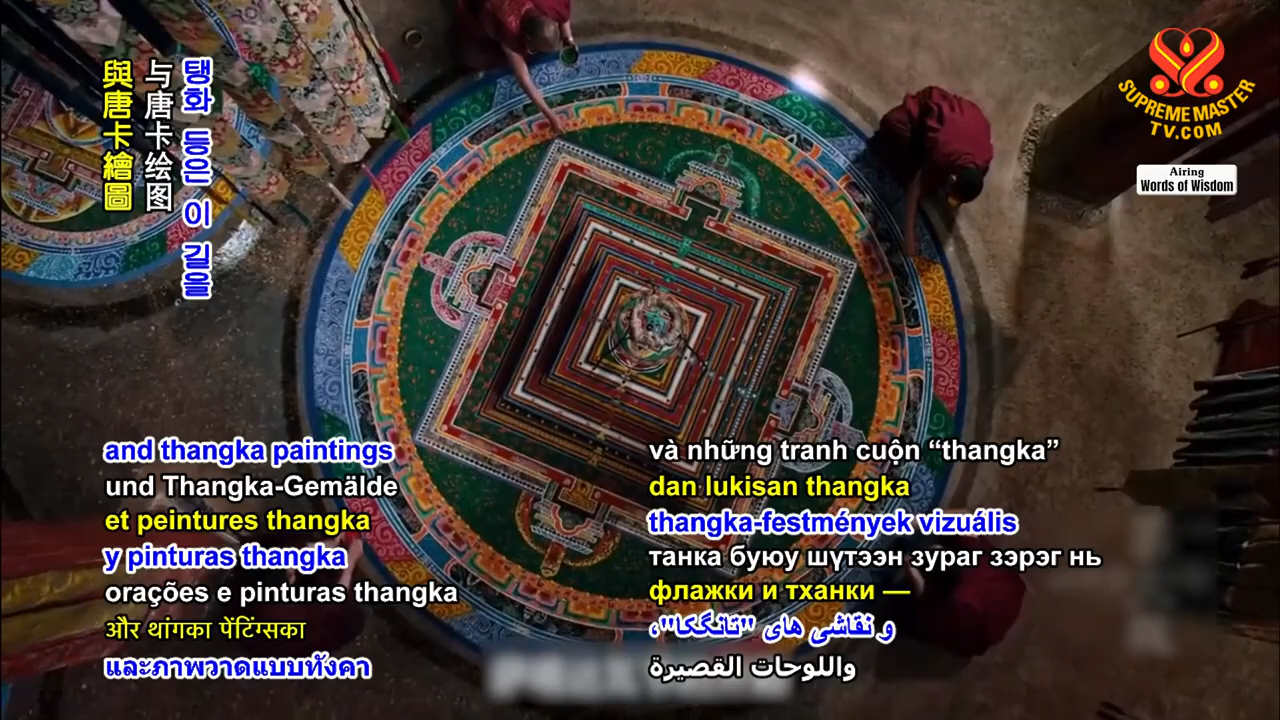 與唐卡繪圖
与唐卡绘图
탱화 등은 이 길을
SUPREME MASTER
TV.COM
Airing
Words of Wisdom
and thangka paintings
und Thangka-Gemälde
et peintures thangka
y pinturas thangka
orações e pinturas thangka
और थांगका पेंटिंग्सका
และภาพวาดแบบทังคา
và những tranh cuộn “thangka”
dan lukisan thangka
thangka-festmények vizuális
танка буюу шүтээн зураг зэрэг нь
флажки и тханки —
و نقاشی های "تانگکا"،
واللوحات القصيرة